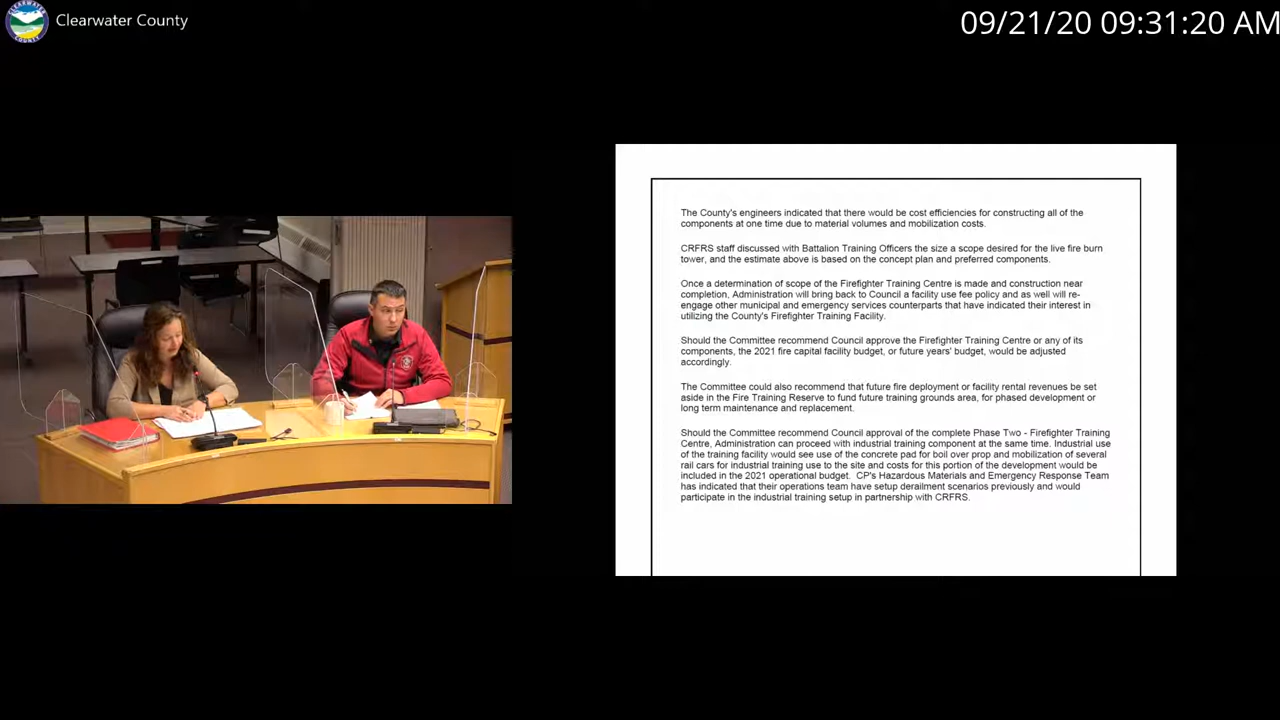 CLEARWATER
COUNTY
Clearwater County
09/21/20 09:31:20 AM
The County's engineers indicated that there would be cost efficiencies for constructing all of the
components at one time due to material volumes and mobilization costs.
CRFRS staff discussed with Battalion Training Officers the size a scope desired for the live fire burn
tower, and the estimate above is based on the concept plan and preferred components.
Once a determination of scope of the Firefighter Training Centre is made and construction near
completion, Administration will bring back to Council a facility use fee policy and as well will re-
engage other municipal and emergency services counterparts that have indicated their interest in
utilizing the County's Firefighter Training Facility.
Should the Committee recommend Council approve the Firefighter Training Centre or any of its
components, the 2021 fire capital facility budget, or future years' budget, would be adjusted
accordingly.
The Committee could also recommend that future fire deployment or facility rental revenues be set
aside in the Fire Training Reserve to fund future training grounds area, for phased development or
long term maintenance and replacement.
Should the Committee recommend Council approval of the complete Phase Two - Firefighter Training
Centre, Administration can proceed with industrial training component at the same time. Industrial use
of the training facility would see use of the concrete pad for boil over prop and mobilization of several
rail cars for industrial training use to the site and costs for this portion of the development would be
included in the 2021 operational budget. CP's Hazardous Materials and Emergency Response Team
has indicated that their operations team have setup derailment scenarios previously and would
participate in the industrial training setup in partnership with CRFRS.